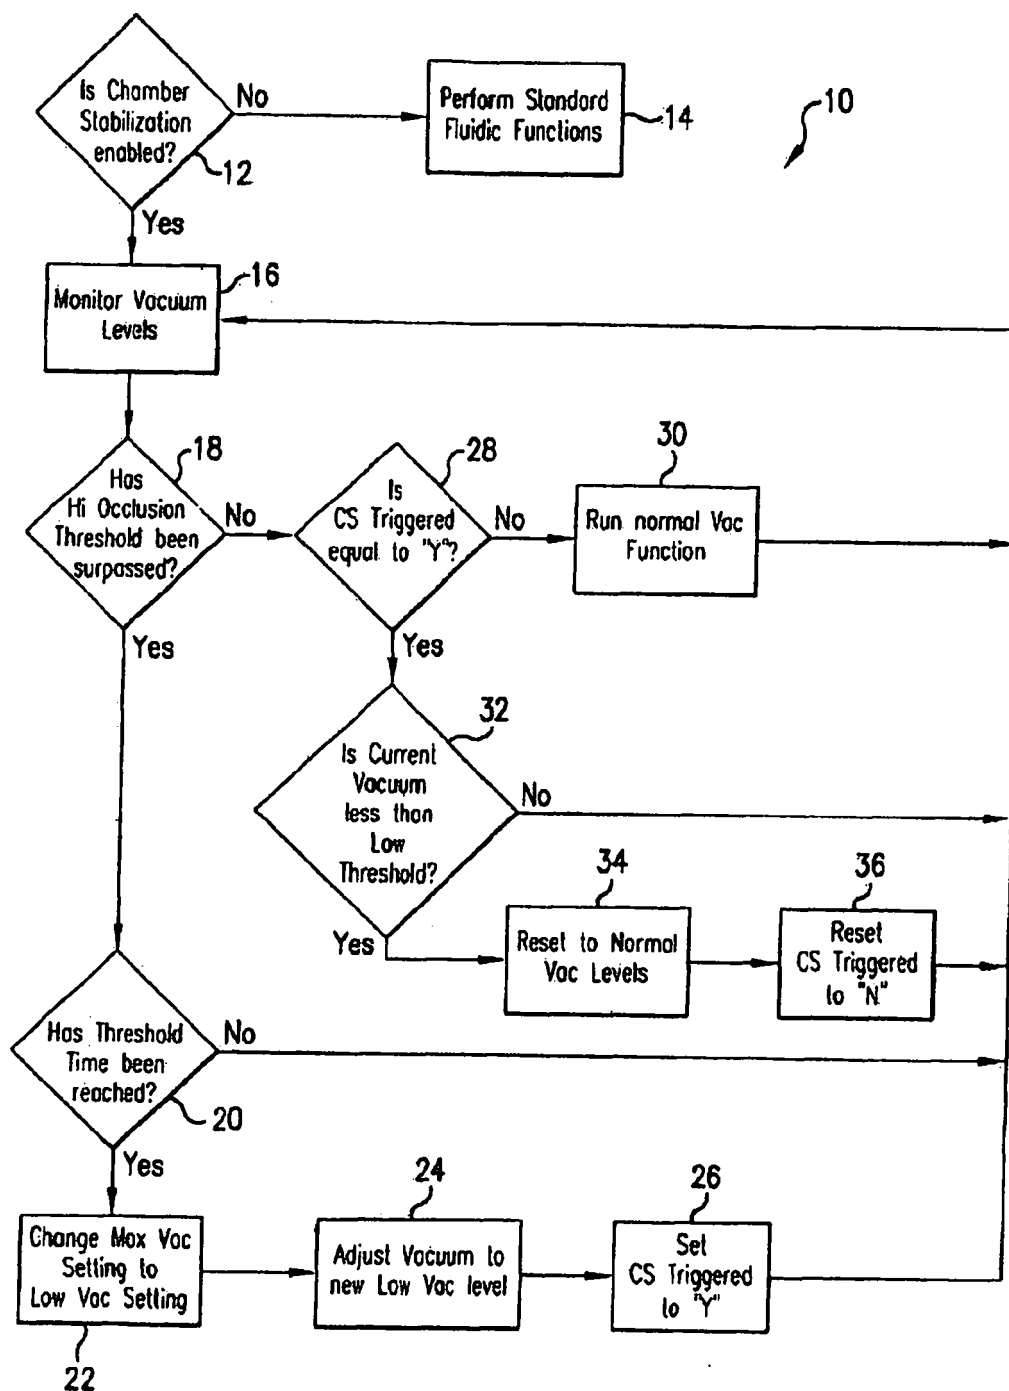 Is Chamber
Stabilization
enabled?
12
No
Perform Standard
Fluidic Functions
14
10
Yes
16
Monitor Vacuum
Levels
18
Has
Hi Occlusion
Threshold been
surpassed?
No
28
Is
CS Triggered
equal to "Y"?
No
30
Run normal Vac
Function
Yes
Yes
32
Is Current
Vacuum
less than
Low
Threshold?
No
Yes
34
Reset to Normal
Vac Levels
36
Reset
CS Triggered
to "N"
Has Threshold
Time been
reached?
No
20
Yes
Change Max Vac
Setting to
Low Vac Setting
22
24
Adjust Vacuum to
new Low Vac level
26
Set
CS Triggered
to "Y"